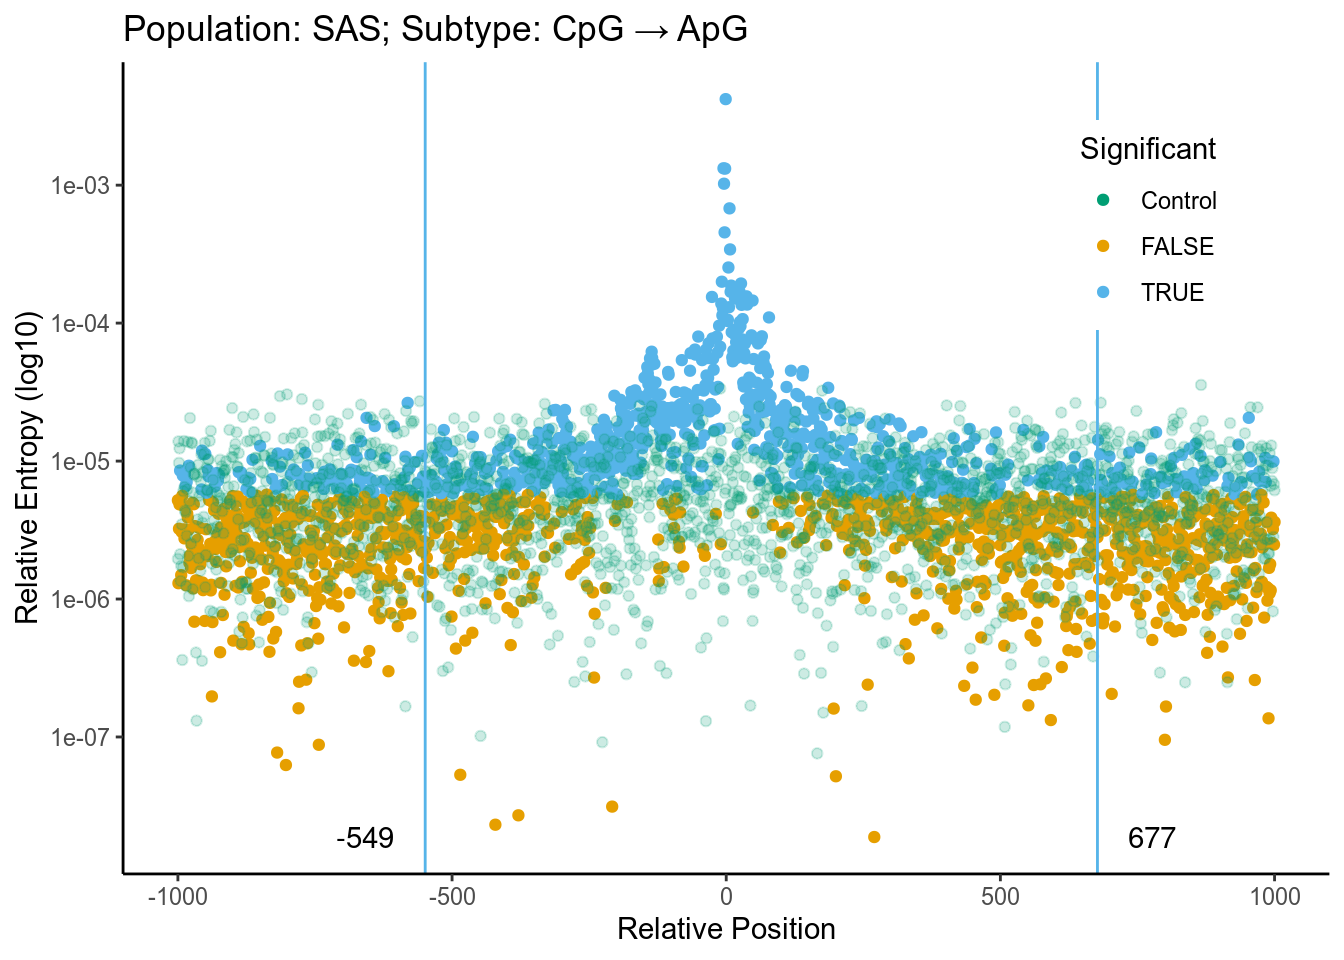 Population: SAS; Subtype: CpG → ApG
Significant
Control
FALSE
TRUE
Relative Entropy (log10)
1e-03
1e-04
1e-05
1e-06
1e-07
-549
677
-1000
-500
0
500
1000
Relative Position